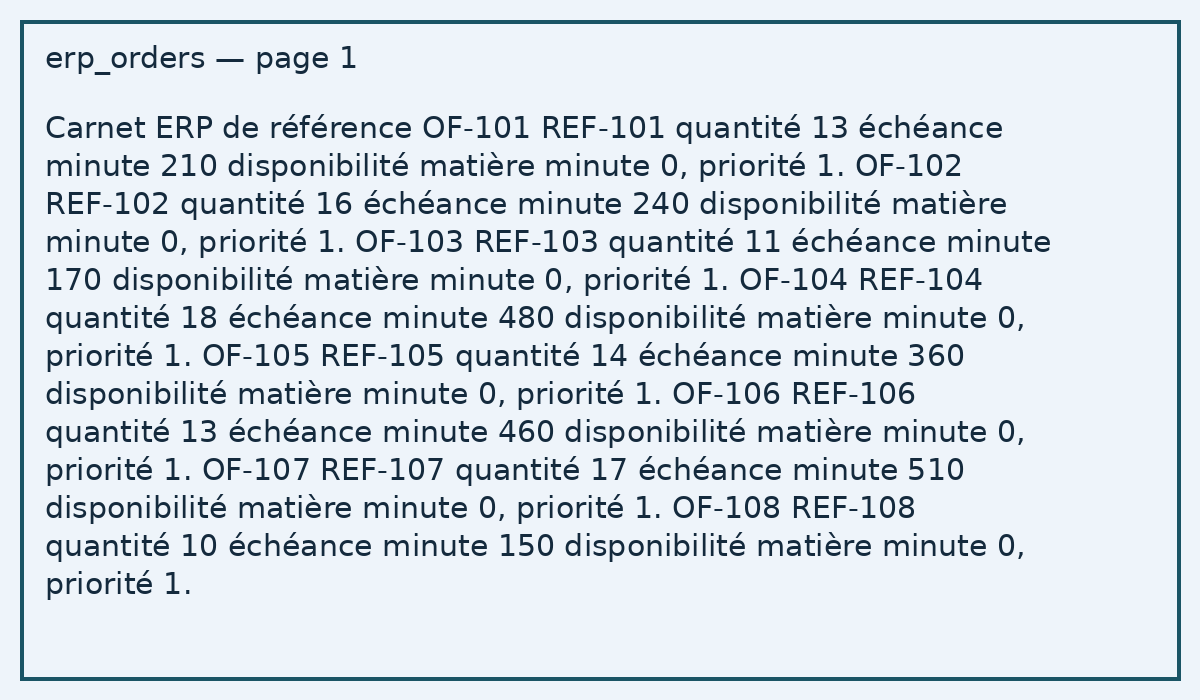 erp_orders — page 1
Carnet ERP de référence OF-101 REF-101 quantité 13 échéance
minute 210 disponibilité matière minute 0, priorité 1. OF-102
REF-102 quantité 16 échéance minute 240 disponibilité matière
minute 0, priorité 1. OF-103 REF-103 quantité 11 échéance minute
170 disponibilité matière minute 0, priorité 1. OF-104 REF-104
quantité 18 échéance minute 480 disponibilité matière minute 0,
priorité 1. OF-105 REF-105 quantité 14 échéance minute 360
disponibilité matière minute 0, priorité 1. OF-106 REF-106
quantité 13 échéance minute 460 disponibilité matière minute 0,
priorité 1. OF-107 REF-107 quantité 17 échéance minute 510
disponibilité matière minute 0, priorité 1. OF-108 REF-108
quantité 10 échéance minute 150 disponibilité matière minute 0,
priorité 1.